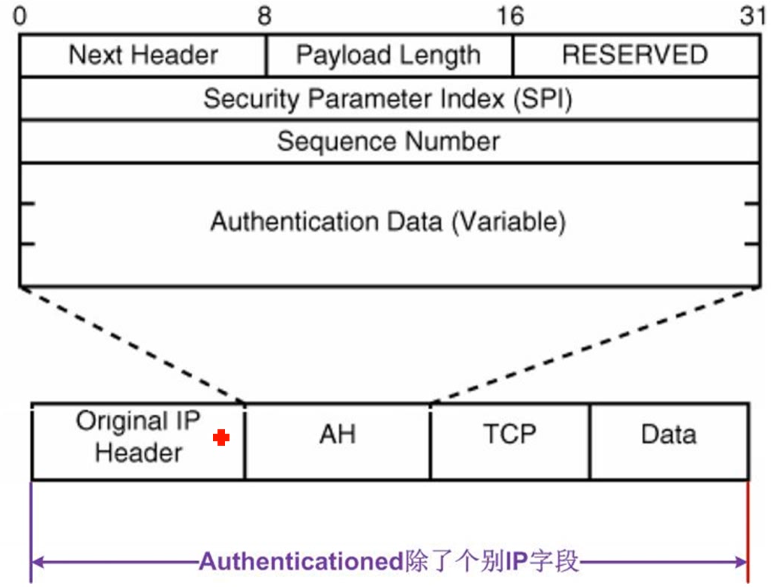 0 8 16 31
Next Header Payload Length RESERVED
Security Parameter Index (SPI)
Sequence Number
Authentication Data (Variable)
Original IP
Header
AH TCP Data
Authenticationed除了个别IP字段